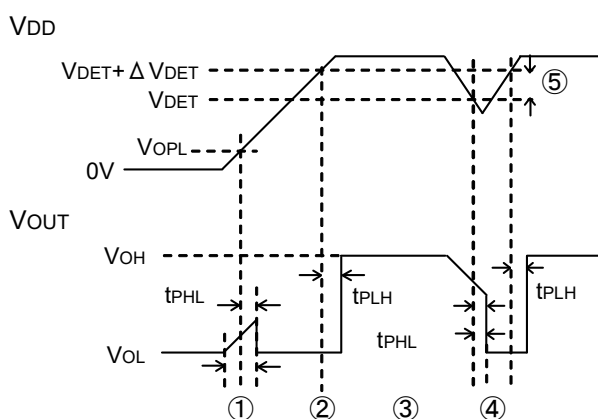 VDD
VDET+ΔVDET
VDET
⑤
VOPL
0V
VOUT
VOH
tPHL
tPLH
tPHL
tPLH
VOL
① ② ③ ④